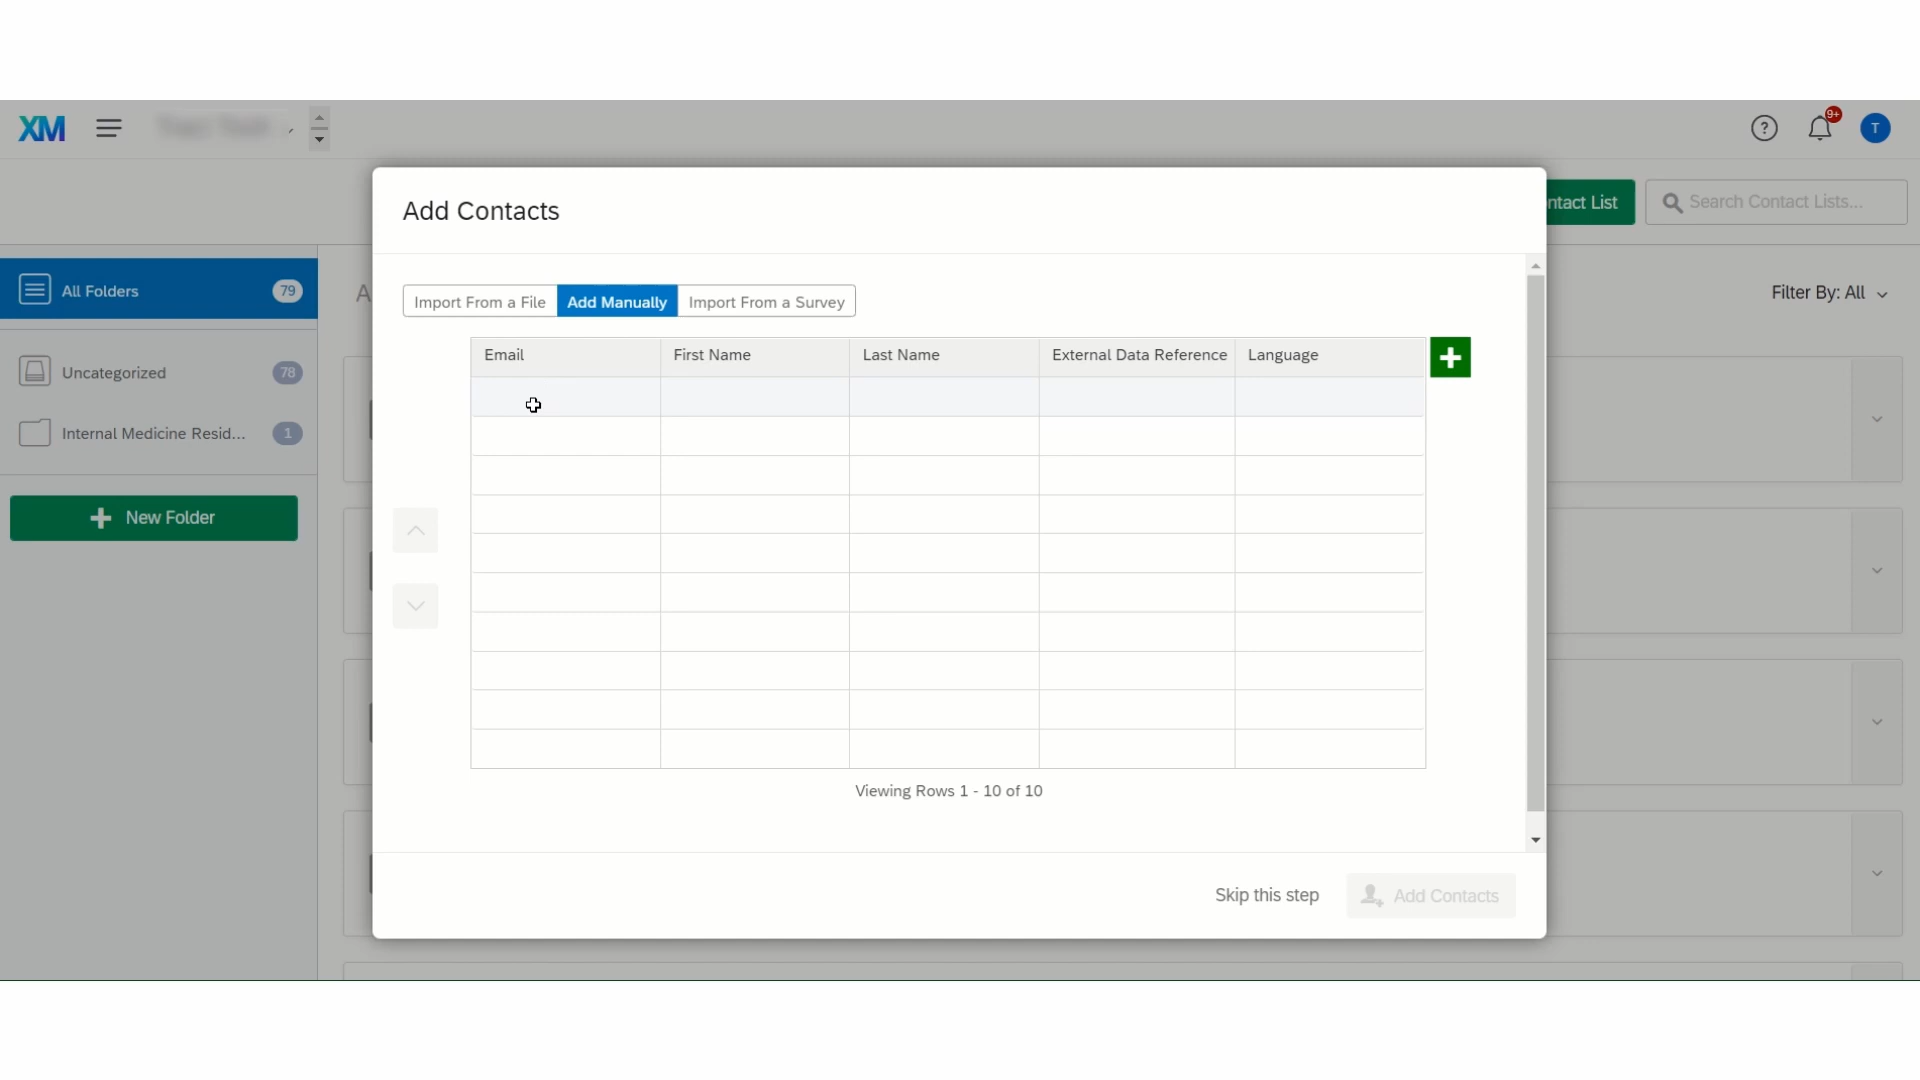 XM
9+
T
Add Contacts
ntact List
Search Contact Lists...
All Folders
79
A
Filter By: All
Import From a File
Add Manually
Import From a Survey
Email
First Name
Last Name
External Data Reference
Language
Uncategorized
78
Internal Medicine Resid...
1
New Folder
Viewing Rows 1 - 10 of 10
Skip this step
Add Contacts